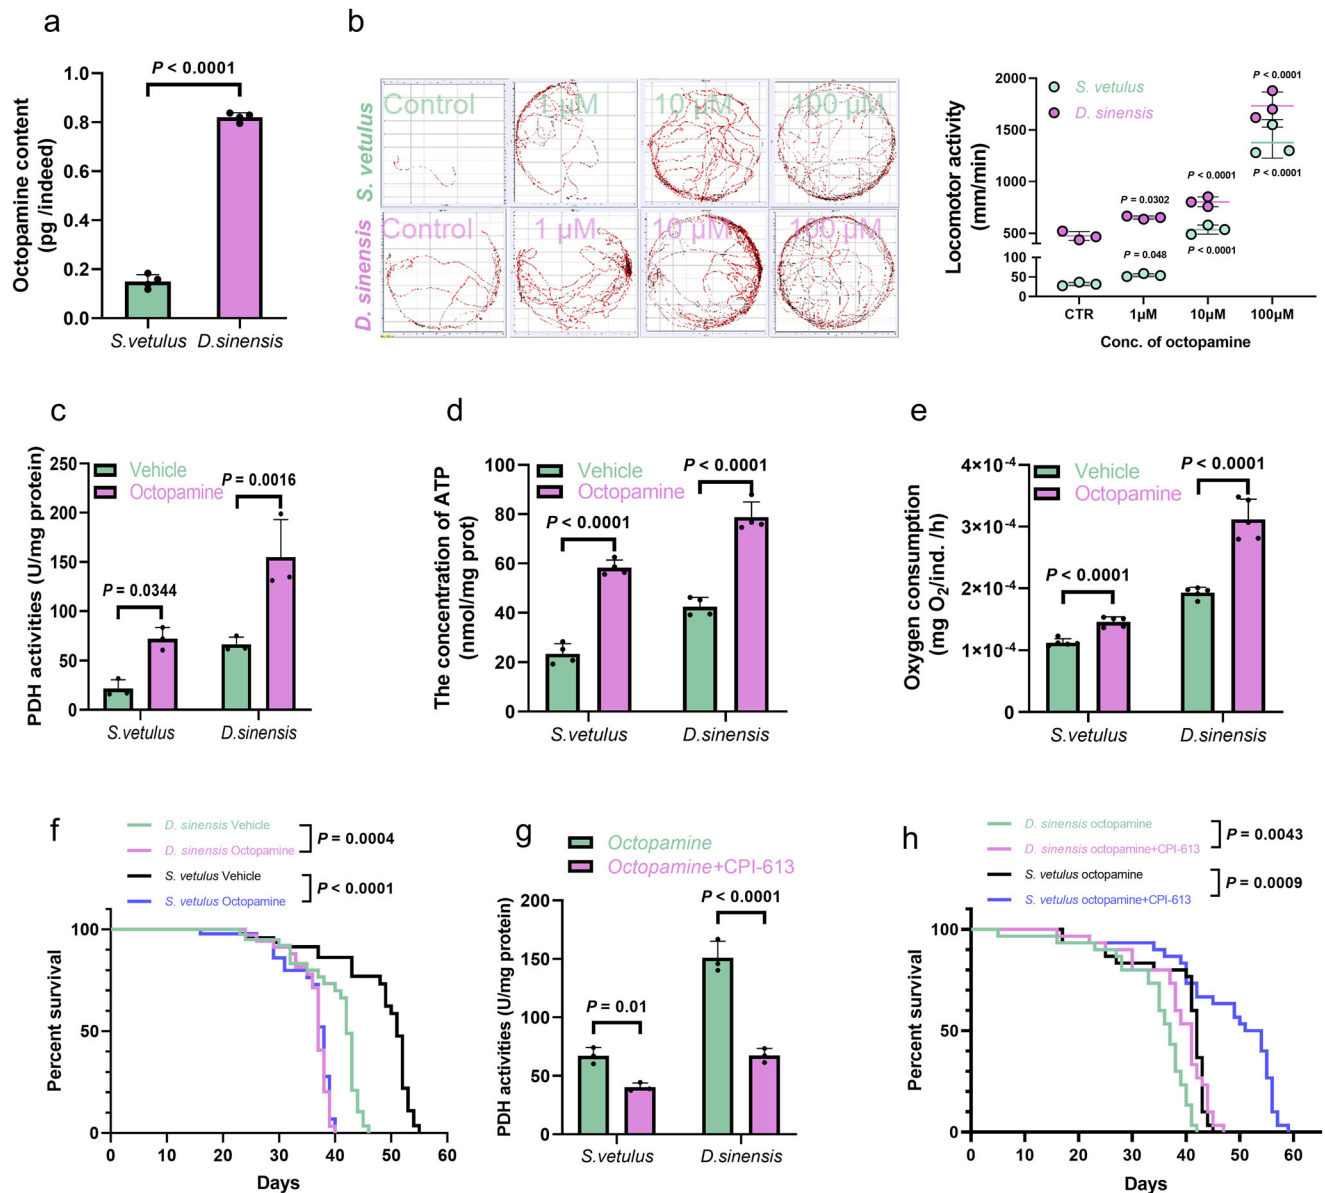 a
P < 0.0001
Octopamine content
(pg /indeed)
1.0
0.8
0.6
0.4
0.2
0.0
S.vetulus D.sinensis
b
S. vetulus
Control 1 μM 10 μM 100 μM
D. sinensis
Control 1 μM 10 μM 100 μM
Locomotor activity
(mm/min)
2000
1500
1000
500
100
50
0
S. vetulus
D. sinensis
P < 0.0001
P < 0.0001
P < 0.0001
P < 0.0001
P = 0.0302
P = 0.048
CTR 1μM 10μM 100μM
Conc. of octopamine
c
PDH activities (U/mg protein)
250
200
150
100
50
0
Vehicle
Octopamine
P = 0.0016
P = 0.0344
S.vetulus D.sinensis
d
The concentration of ATP
(nmol/mg prot)
100
80
60
40
20
0
Vehicle
Octopamine
P < 0.0001
P < 0.0001
S.vetulus D.sinensis
e
Oxygen consumption
(mg O2/ind. /h)
4×10-4
3×10-4
2×10-4
1×10-4
0
Vehicle
Octopamine
P < 0.0001
P < 0.0001
S.vetulus D.sinensis
f
D. sinensis Vehicle
D. sinensis Octopamine
P = 0.0004
S. vetulus Vehicle
S. vetulus Octopamine
P < 0.0001
Percent survival
100
50
0
0 10 20 30 40 50 60
Days
g
Octopamine
Octopamine+CPI-613
PDH activities (U/mg protein)
200
150
100
50
0
P < 0.0001
P = 0.01
S.vetulus D.sinensis
h
D. sinensis octopamine
D. sinensis octopamine+CPI-613
P = 0.0043
S. vetulus octopamine
S. vetulus octopamine+CPI-613
P = 0.0009
Percent survival
100
50
0
0 10 20 30 40 50 60
Days